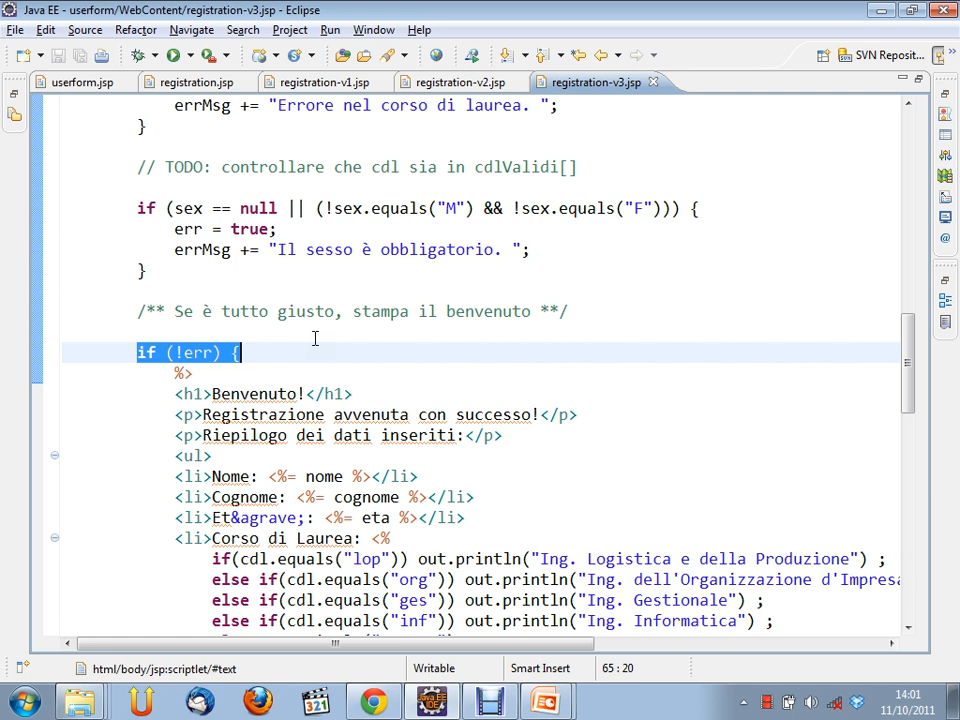 Java EE - userform/WebContent/registration-v3.jsp - Eclipse
File Edit Source Refactor Navigate Search Project Run Window Help
SVN Reposit...
userform.jsp registration.jsp registration-v1.jsp registration-v2.jsp registration-v3.jsp
errMsg += "Errore nel corso di laurea. ";
}
// TODO: controllare che cdl sia in cdlValidi[]
if (sex == null || (!sex.equals("M") && !sex.equals("F"))) {
err = true;
errMsg += "Il sesso è obbligatorio. ";
}
/** Se è tutto giusto, stampa il benvenuto **/
if (!err) {
%>
<h1>Benvenuto!</h1>
<p>Registrazione avvenuta con successo!</p>
<p>Riepilogo dei dati inseriti:</p>
<ul>
<li>Nome: <%= nome %></li>
<li>Cognome: <%= cognome %></li>
<li>Et&agrave;: <%= eta %></li>
<li>Corso di Laurea: <%
if(cdl.equals("lop")) out.println("Ing. Logistica e della Produzione") ;
else if(cdl.equals("org")) out.println("Ing. dell'Organizzazione d'Impresa
else if(cdl.equals("ges")) out.println("Ing. Gestionale") ;
else if(cdl.equals("inf")) out.println("Ing. Informatica") ;
html/body/jsp:scriptlet/#text Writable Smart Insert 65 : 20
321 Java EE IDE 14:01
11/10/2011